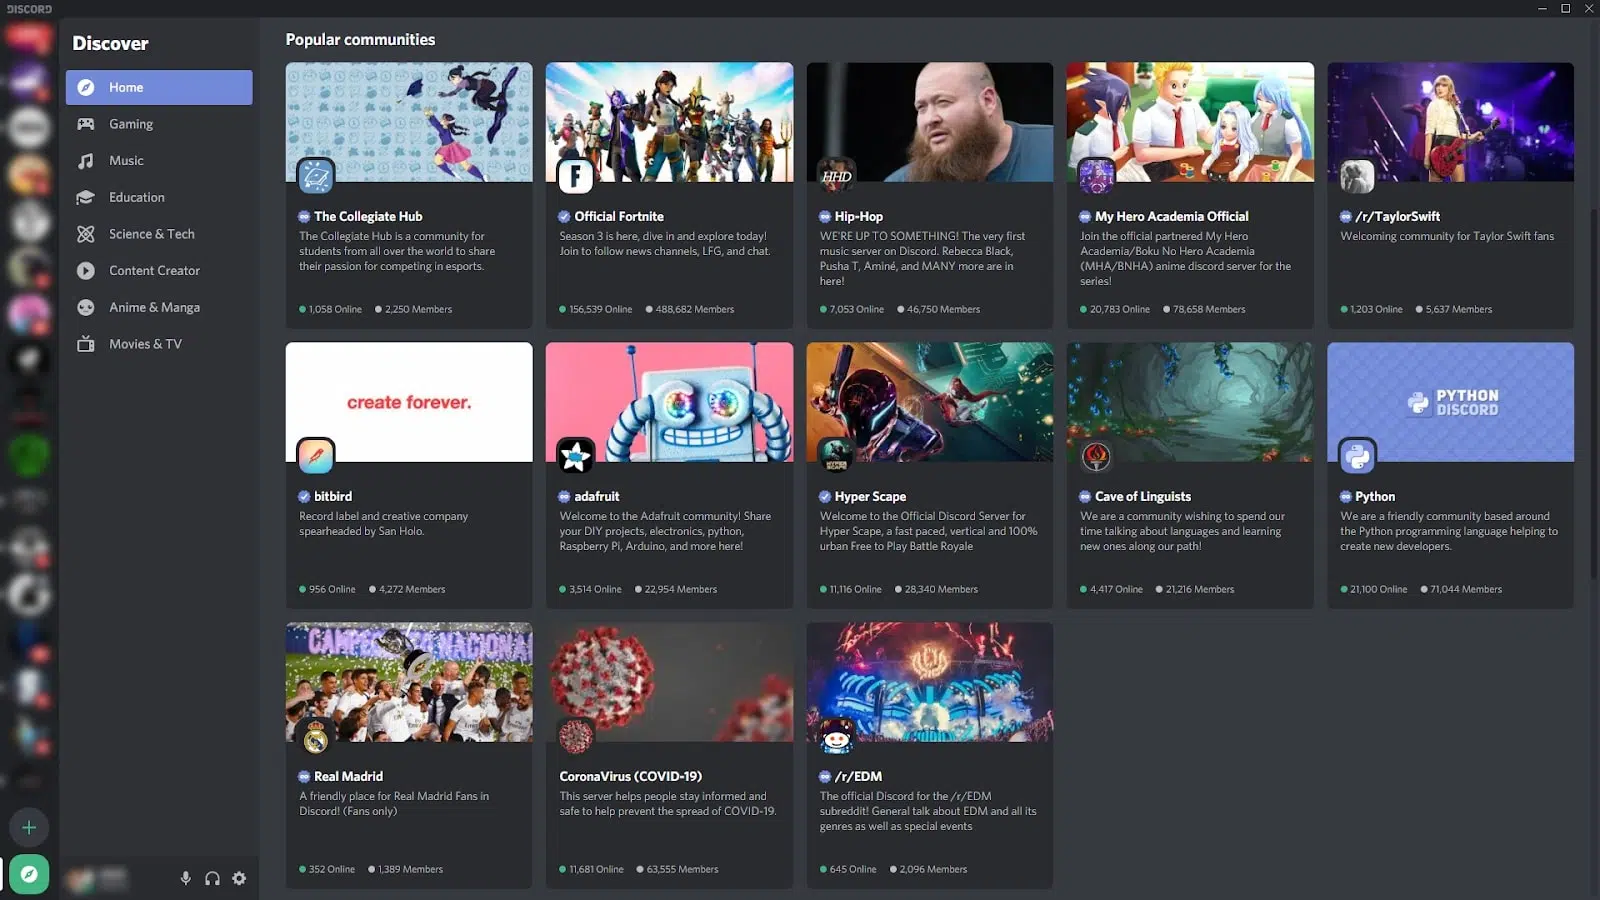 DISCORD
Discover
Home
Gaming
Music
Education
Science & Tech
Content Creator
Anime & Manga
Movies & TV
Popular communities
The Collegiate Hub
The Collegiate Hub is a community for
students from all over the world to share
their passion for competing in esports.
1,058 Online 2,250 Members
F
Official Fortnite
Season 3 is here, dive in and explore today!
Join to follow news channels, LFG, and chat.
156,539 Online 488,682 Members
HHD
Hip-Hop
WE'RE UP TO SOMETHING! The very first
music server on Discord. Rebecca Black,
Pusha T, Aminé, and MANY more are in
here!
7,053 Online 46,750 Members
My Hero Academia Official
Join the official partnered My Hero
Academia/Boku No Hero Academia
(MHA/BNHA) anime discord server for the
series!
20,783 Online 78,658 Members
/r/TaylorSwift
Welcoming community for Taylor Swift fans
1,203 Online 5,637 Members
create forever.
bitbird
Record label and creative company
spearheaded by San Holo.
956 Online 4,272 Members
adafruit
Welcome to the Adafruit community! Share
your DIY projects, electronics, python,
Raspberry Pi, Arduino, and more here!
3,514 Online 22,954 Members
HYPER
SCAPE
Hyper Scape
Welcome to the Official Discord Server for
Hyper Scape, a fast paced, vertical and 100%
urban Free to Play Battle Royale
11,116 Online 28,340 Members
Cave of Linguists
We are a community wishing to spend our
time talking about languages and learning
new ones along our path!
4,417 Online 21,216 Members
PYTHON
DISCORD
Python
We are a friendly community based around
the Python programming language helping to
create new developers.
21,100 Online 71,044 Members
Real Madrid
A friendly place for Real Madrid Fans in
Discord! (Fans only)
352 Online 1,389 Members
CoronaVirus (COVID-19)
This server helps people stay informed and
safe to help prevent the spread of COVID-19.
11,681 Online 63,555 Members
/r/EDM
The official Discord for the /r/EDM
subreddit! General talk about EDM and all its
genres as well as special events
645 Online 2,096 Members